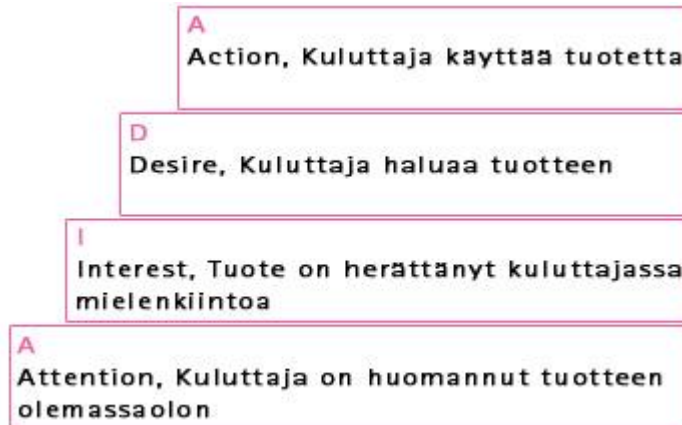 A
Action, Kuluttaja käyttää tuotetta
D
Desire, Kuluttaja haluaa tuotteen
I
Interest, Tuote on herättänyt kuluttajassa
mielenkiintoa
A
Attention, Kuluttaja on huomannut tuotteen
olemassaolon